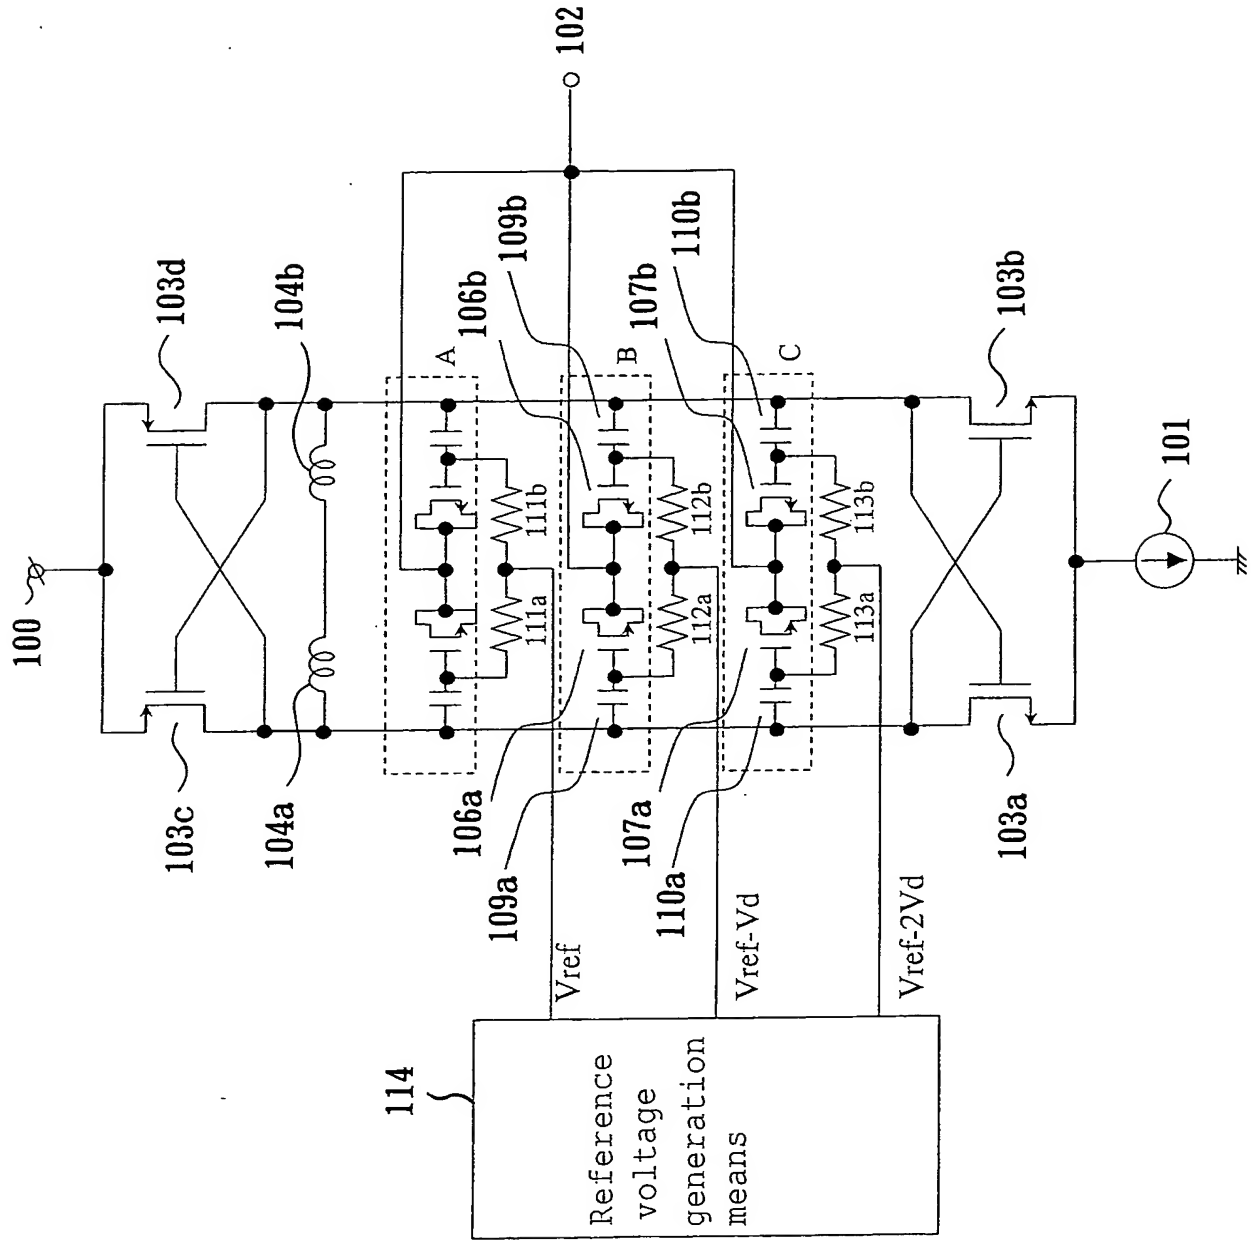 100
103c
103d
104a
104b
102
A
109b
106b
111a
111b
B
110b
107b
112a
112b
C
113a
113b
106a
109a
107a
110a
103a
103b
101
Vref
Vref-Vd
Vref-2Vd
114
Reference
voltage
generation
means